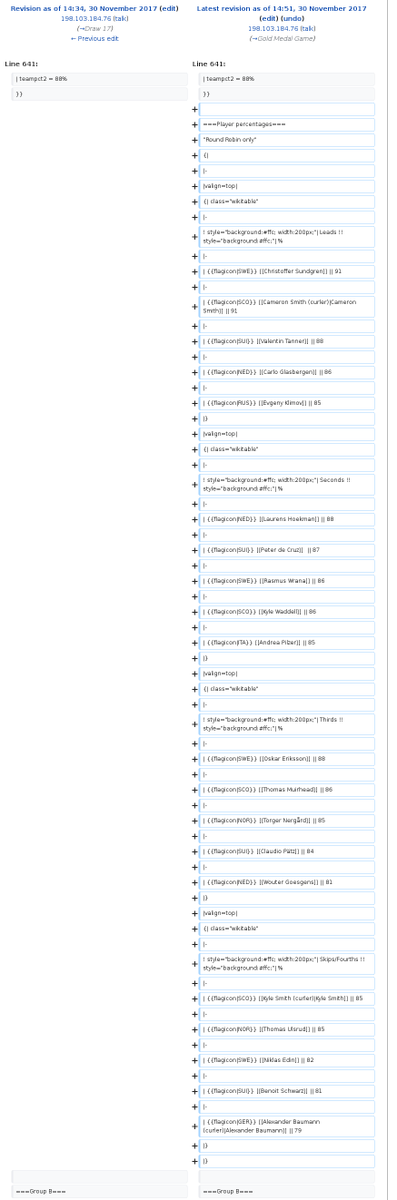 Revision as of 14:34, 30 November 2017 (edit)
198.103.184.76 (talk)
(→Draw 17)
← Previous edit
Latest revision as of 14:51, 30 November 2017
(edit) (undo)
198.103.184.76 (talk)
(→Gold Medal Game)
Line 641:
Line 641:
| teampct2 = 88%
| teampct2 = 88%
}}
}}
+
+ ===Player percentages===
+ "Round Robin only"
+ {|
+ |-
+ |valign=top|
+ {| class="wikitable"
+ |-
+ ! style="background:#ffc; width:200px;"| Leads !!
style="background:#ffc;"| %
+ |-
+ | {{flagicon|SWE}} [[Christoffer Sundgren]] || 91
+ |-
+ | {{flagicon|SCO}} [[Cameron Smith (curler)|Cameron
Smith]] || 91
+ |-
+ | {{flagicon|SUI}} [[Valentin Tanner]] || 88
+ |-
+ | {{flagicon|NED}} [[Carlo Glasbergen]] || 86
+ |-
+ | {{flagicon|RUS}} [[Evgeny Klimov]] || 85
+ |}
+ |valign=top|
+ {| class="wikitable"
+ |-
+ ! style="background:#ffc; width:200px;"| Seconds !!
style="background:#ffc;"| %
+ |-
+ | {{flagicon|NED}} [[Laurens Hoekman]] || 88
+ |-
+ | {{flagicon|SUI}} [[Peter de Cruz]] || 87
+ |-
+ | {{flagicon|SWE}} [[Rasmus Wrana]] || 86
+ |-
+ | {{flagicon|SCO}} [[Kyle Waddell]] || 86
+ |-
+ | {{flagicon|ITA}} [[Andrea Pilzer]] || 85
+ |}
+ |valign=top|
+ {| class="wikitable"
+ |-
+ ! style="background:#ffc; width:200px;"| Thirds !!
style="background:#ffc;"| %
+ |-
+ | {{flagicon|SWE}} [[Oskar Eriksson]] || 88
+ |-
+ | {{flagicon|SCO}} [[Thomas Muirhead]] || 86
+ |-
+ | {{flagicon|NOR}} [[Torger Nergård]] || 85
+ |-
+ | {{flagicon|SUI}} [[Claudio Pätz]] || 84
+ |-
+ | {{flagicon|NED}} [[Wouter Goesgens]] || 81
+ |}
+ |valign=top|
+ {| class="wikitable"
+ |-
+ ! style="background:#ffc; width:200px;"| Skips/Fourths !!
style="background:#ffc;"| %
+ |-
+ | {{flagicon|SCO}} [[Kyle Smith (curler)|Kyle Smith]] || 85
+ |-
+ | {{flagicon|NOR}} [[Thomas Ulsrud]] || 85
+ |-
+ | {{flagicon|SWE}} [[Niklas Edin]] || 82
+ |-
+ | {{flagicon|SUI}} [[Benoit Schwarz]] || 81
+ |-
+ | {{flagicon|GER}} [[Alexander Baumann
(curler)|Alexander Baumann]] || 79
+ |}
+ |}
===Group B===
===Group B===